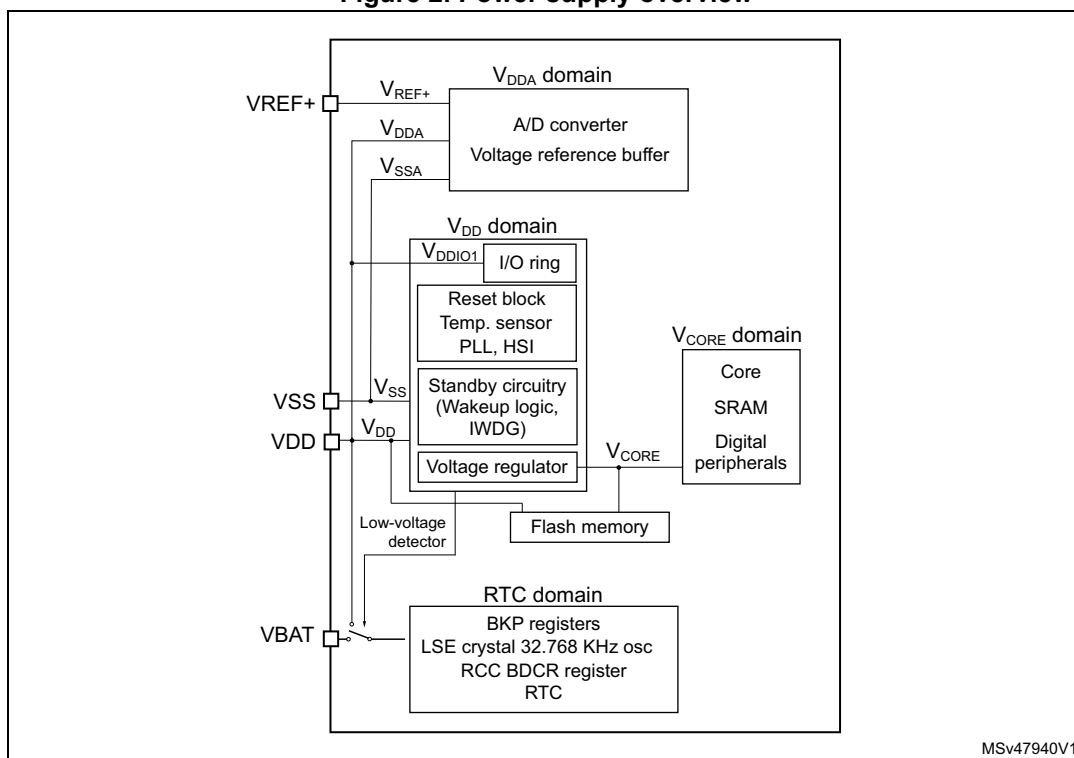 Figure 2. Power supply overview
VDDA domain
VREF+
VREF+
A/D converter
VDDA
Voltage reference buffer
VSSA
VDD domain
VDDIO1
I/O ring
Reset block
Temp. sensor
PLL, HSI
VCORE domain
Core
SRAM
Digital
peripherals
VSS
VSS
Standby circuitry
(Wakeup logic,
IWDG)
VDD
VDD
Voltage regulator
VCORE
Flash memory
Low-voltage
detector
RTC domain
VBAT
BKP registers
LSE crystal 32.768 KHz osc
RCC BDCR register
RTC
MSv47940V1